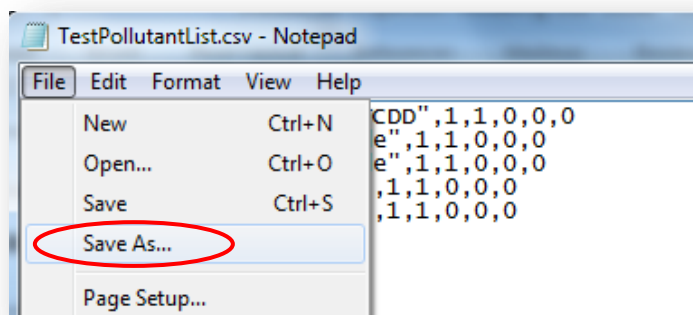 TestPollutantList.csv - Notepad
File Edit Format View Help
New Ctrl+N
Open... Ctrl+O
Save Ctrl+S
Save As...
Page Setup...
CDD",1,1,0,0,0
e",1,1,0,0,0
e",1,1,0,0,0
,1,1,0,0,0
,1,1,0,0,0